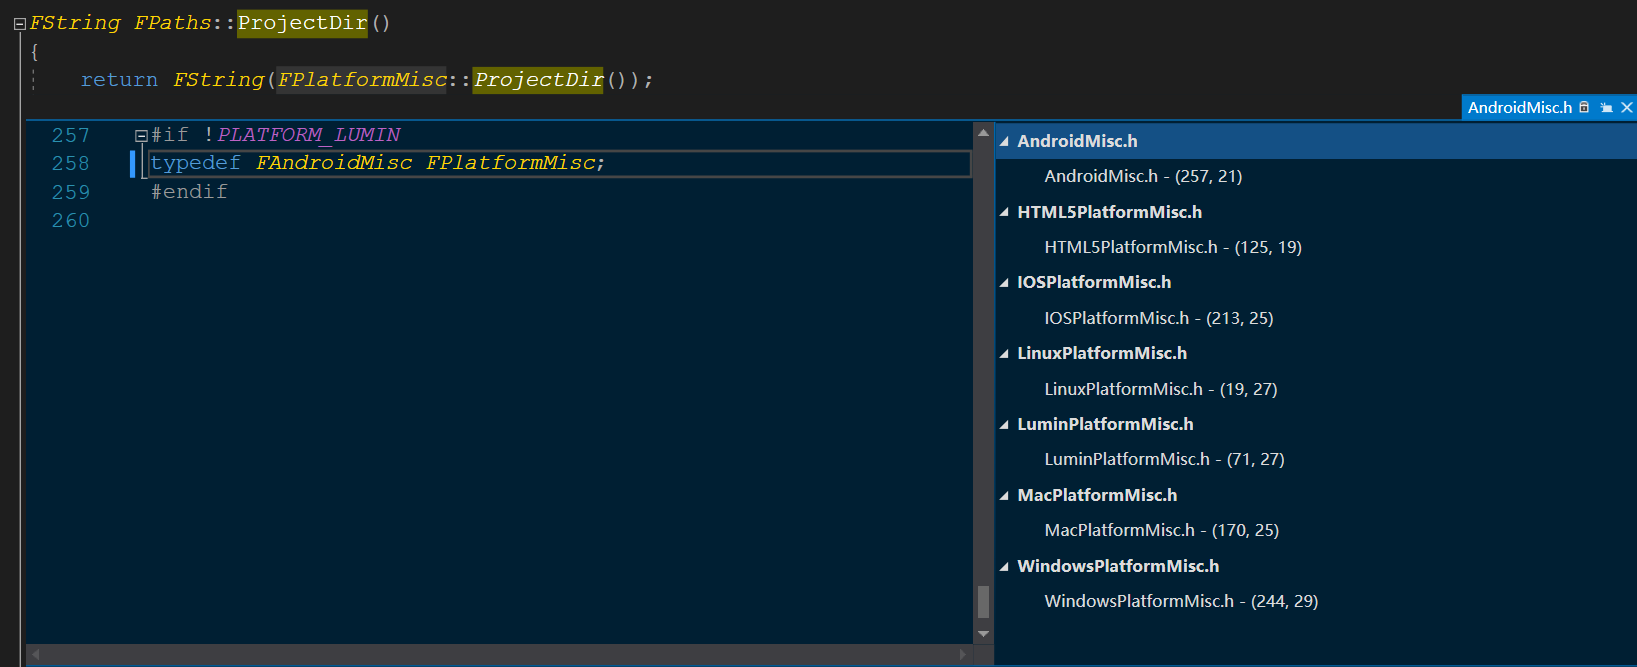 FString FPaths::ProjectDir()
{
return FString(FPlatformMisc::ProjectDir());
AndroidMisc.h
257 #if !PLATFORM_LUMIN
258 typedef FAndroidMisc FPlatformMisc;
259 #endif
260
AndroidMisc.h
AndroidMisc.h - (257, 21)
HTML5PlatformMisc.h
HTML5PlatformMisc.h - (125, 19)
IOSPlatformMisc.h
IOSPlatformMisc.h - (213, 25)
LinuxPlatformMisc.h
LinuxPlatformMisc.h - (19, 27)
LuminPlatformMisc.h
LuminPlatformMisc.h - (71, 27)
MacPlatformMisc.h
MacPlatformMisc.h - (170, 25)
WindowsPlatformMisc.h
WindowsPlatformMisc.h - (244, 29)